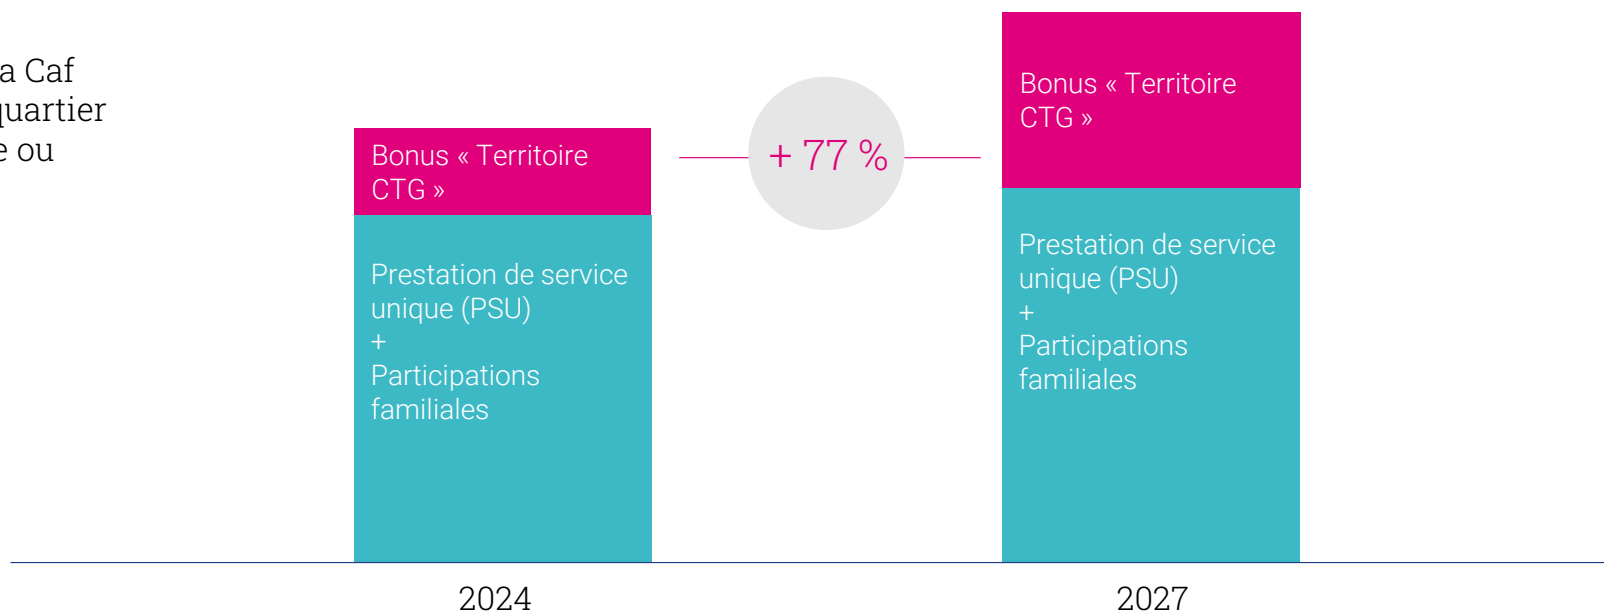 a Caf
quartier
e ou
Bonus « Territoire
CTG »
Prestation de service
unique (PSU)
+
Participations
familiales
+ 77 %
Bonus « Territoire
CTG »
Prestation de service
unique (PSU)
+
Participations
familiales
2024
2027